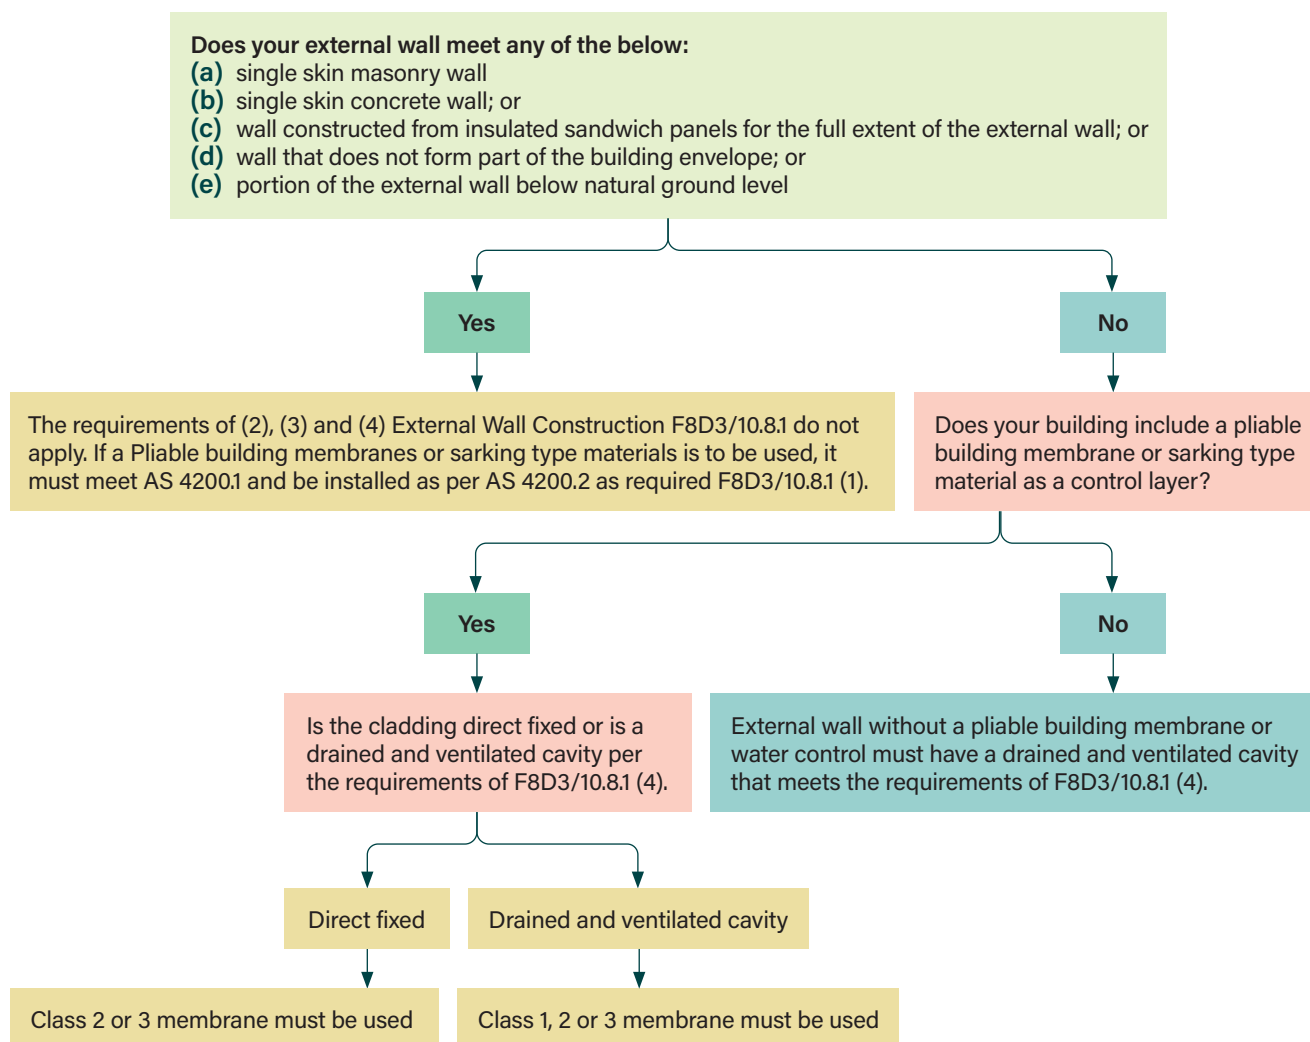 Does your external wall meet any of the below:
(a) single skin masonry wall
(b) single skin concrete wall; or
(c) wall constructed from insulated sandwich panels for the full extent of the external wall; or
(d) wall that does not form part of the building envelope; or
(e) portion of the external wall below natural ground level
Yes
No
The requirements of (2), (3) and (4) External Wall Construction F8D3/10.8.1 do not
apply. If a Pliable building membranes or sarking type materials is to be used, it
must meet AS 4200.1 and be installed as per AS 4200.2 as required F8D3/10.8.1 (1).
Does your building include a pliable
building membrane or sarking type
material as a control layer?
Yes
No
Is the cladding direct fixed or is a
drained and ventilated cavity per
the requirements of F8D3/10.8.1 (4).
External wall without a pliable building membrane or
water control must have a drained and ventilated cavity
that meets the requirements of F8D3/10.8.1 (4).
Direct fixed
Drained and ventilated cavity
Class 2 or 3 membrane must be used
Class 1, 2 or 3 membrane must be used